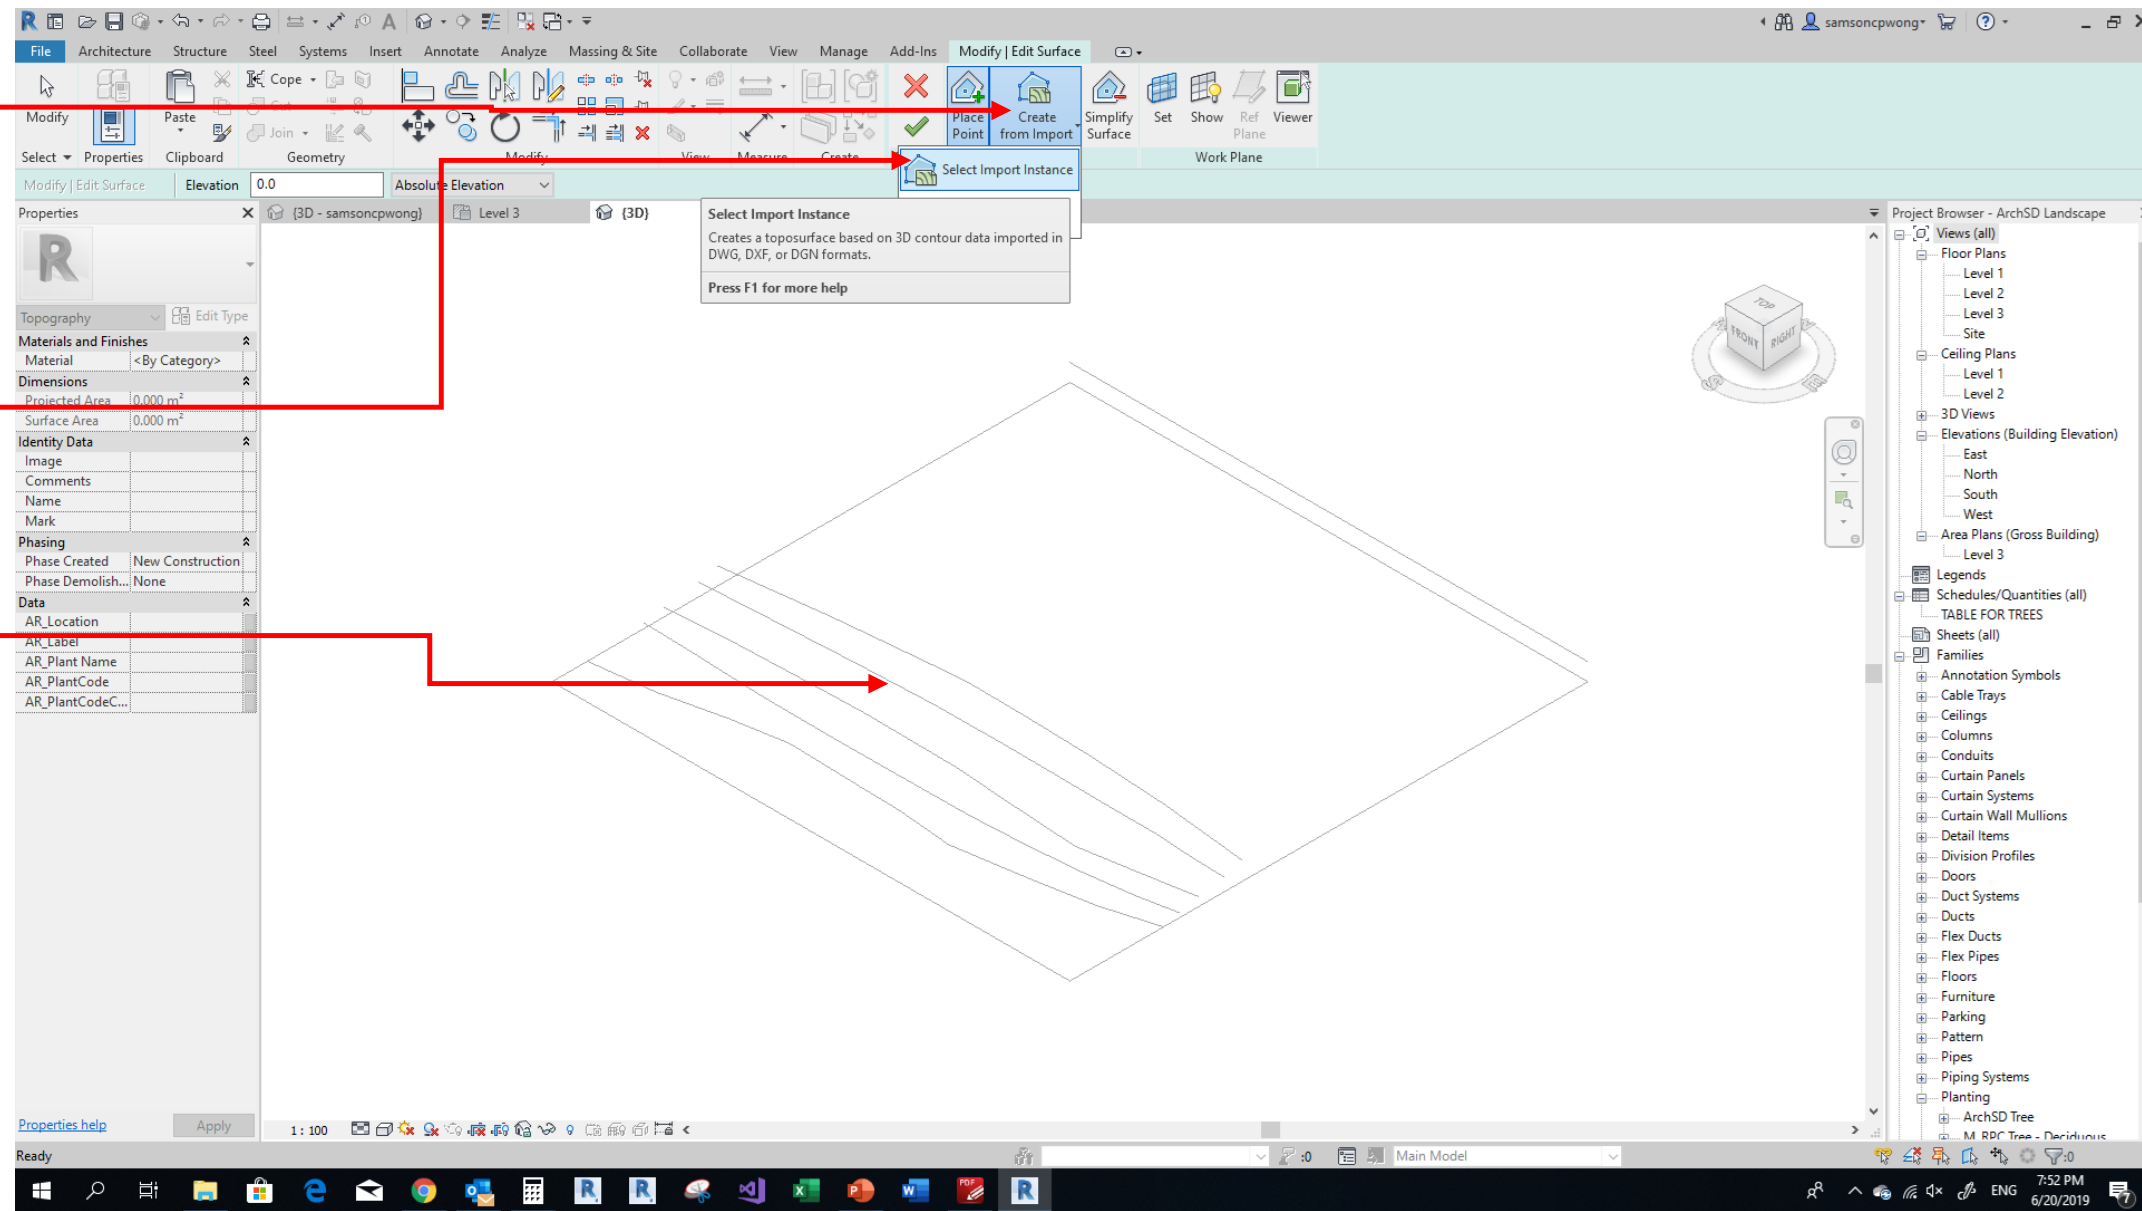 samsoncpwong
File Architecture Structure Steel Systems Insert Annotate Analyze Massing & Site Collaborate View Manage Add-Ins Modify | Edit Surface
Modify
Select
Properties
Paste
Clipboard
Cope
Cut
Join
Geometry
Modify
View
Measure
Create
Place Point
Create from Import
Simplify Surface
Set
Show
Ref Plane
Viewer
Work Plane
Select Import Instance
Modify | Edit Surface Elevation 0.0 Absolute Elevation
Properties
{3D - samsoncpwong}
Level 3
{3D}
Select Import Instance
Creates a toposurface based on 3D contour data imported in
DWG, DXF, or DGN formats.
Press F1 for more help
Topography Edit Type
Materials and Finishes
Material <By Category>
Dimensions
Projected Area 0.000 m²
Surface Area 0.000 m²
Identity Data
Image
Comments
Name
Mark
Phasing
Phase Created New Construction
Phase Demolish... None
Data
AR_Location
AR_Label
AR_Plant Name
AR_PlantCode
AR_PlantCodeC...
Properties help Apply
TOP
FRONT
RIGHT
S
E
Project Browser - ArchSD Landscape
Views (all)
Floor Plans
Level 1
Level 2
Level 3
Site
Ceiling Plans
Level 1
Level 2
3D Views
Elevations (Building Elevation)
East
North
South
West
Area Plans (Gross Building)
Level 3
Legends
Schedules/Quantities (all)
TABLE FOR TREES
Sheets (all)
Families
Annotation Symbols
Cable Trays
Ceilings
Columns
Conduits
Curtain Panels
Curtain Systems
Curtain Wall Mullions
Detail Items
Division Profiles
Doors
Duct Systems
Ducts
Flex Ducts
Flex Pipes
Floors
Furniture
Parking
Pattern
Pipes
Piping Systems
Planting
ArchSD Tree
M_RPC Tree - Deciduous
1 : 100
Ready
:0
Main Model
:0
ENG
7:52 PM
6/20/2019
7